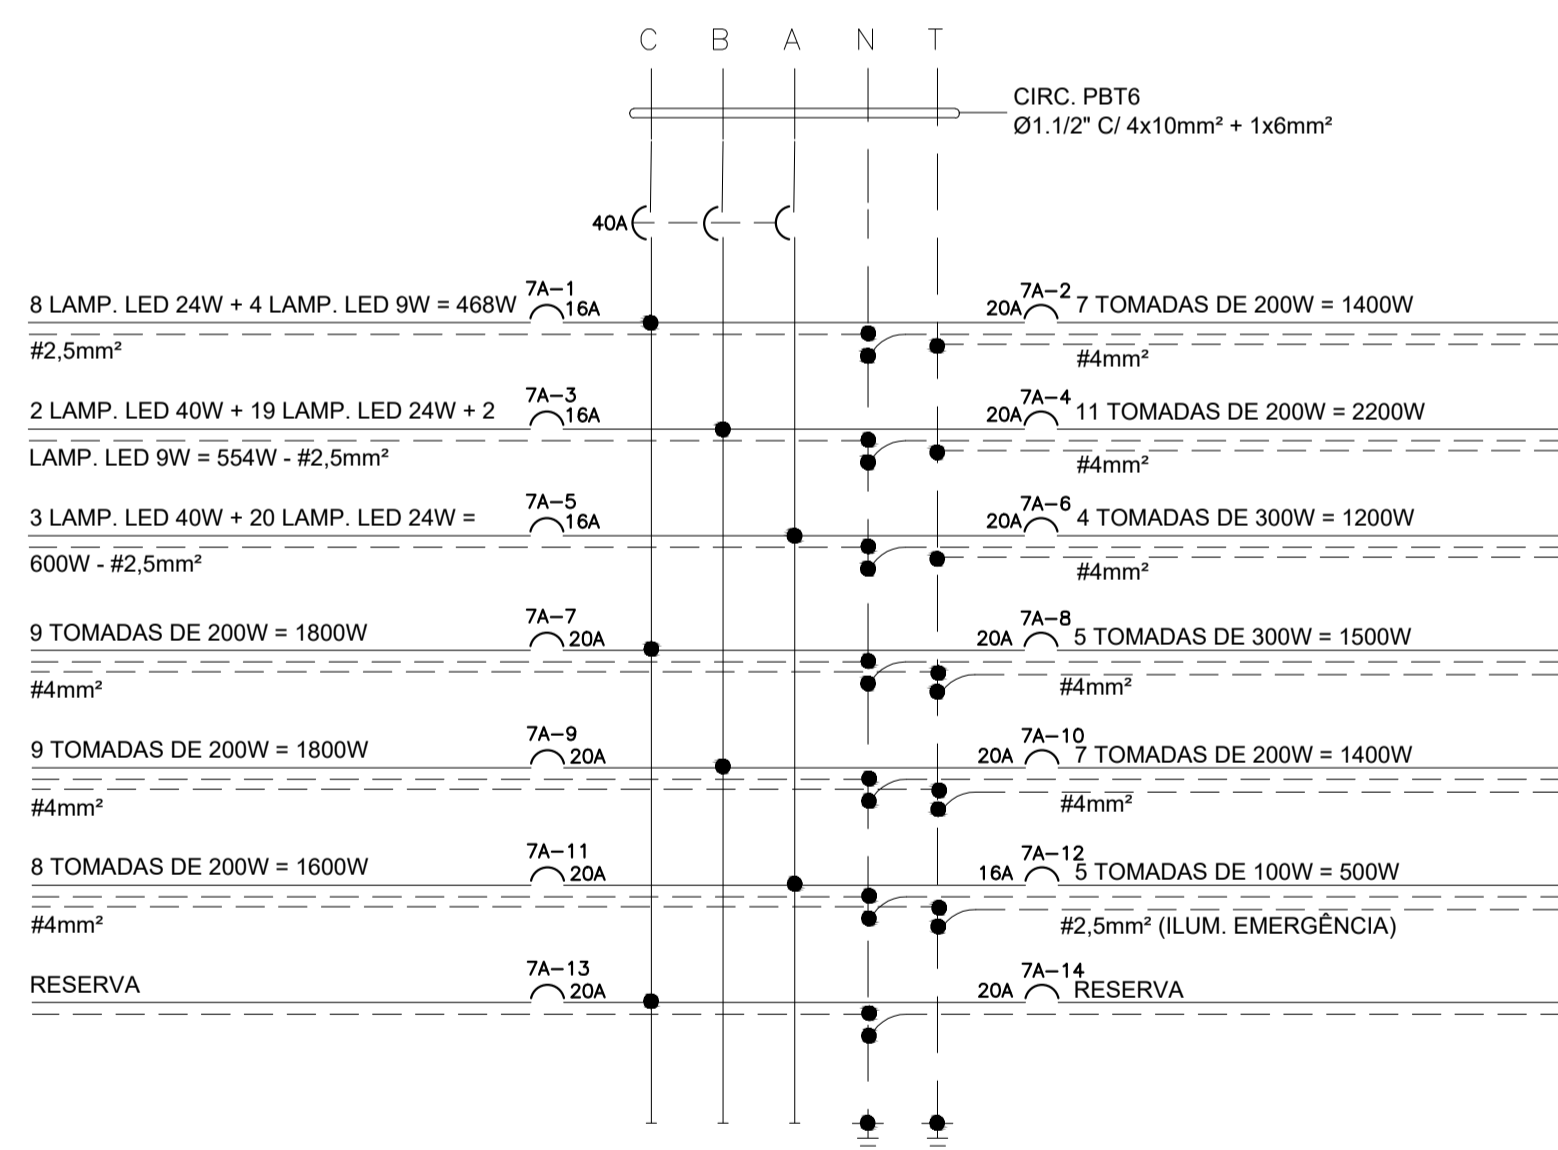 C B A N T
CIRC. PBT6
Ø1.1/2" C/ 4x10mm² + 1x6mm²
40A
8 LAMP. LED 24W + 4 LAMP. LED 9W = 468W
7A-1
16A
#2,5mm²
20A
7A-2
7 TOMADAS DE 200W = 1400W
#4mm²
2 LAMP. LED 40W + 19 LAMP. LED 24W + 2
7A-3
16A
LAMP. LED 9W = 554W - #2,5mm²
20A
7A-4
11 TOMADAS DE 200W = 2200W
#4mm²
3 LAMP. LED 40W + 20 LAMP. LED 24W =
7A-5
16A
600W - #2,5mm²
20A
7A-6
4 TOMADAS DE 300W = 1200W
#4mm²
9 TOMADAS DE 200W = 1800W
7A-7
20A
#4mm²
20A
7A-8
5 TOMADAS DE 300W = 1500W
#4mm²
9 TOMADAS DE 200W = 1800W
7A-9
20A
#4mm²
20A
7A-10
7 TOMADAS DE 200W = 1400W
#4mm²
8 TOMADAS DE 200W = 1600W
7A-11
20A
#4mm²
16A
7A-12
5 TOMADAS DE 100W = 500W
#2,5mm² (ILUM. EMERGÊNCIA)
RESERVA
7A-13
20A
20A
7A-14
RESERVA